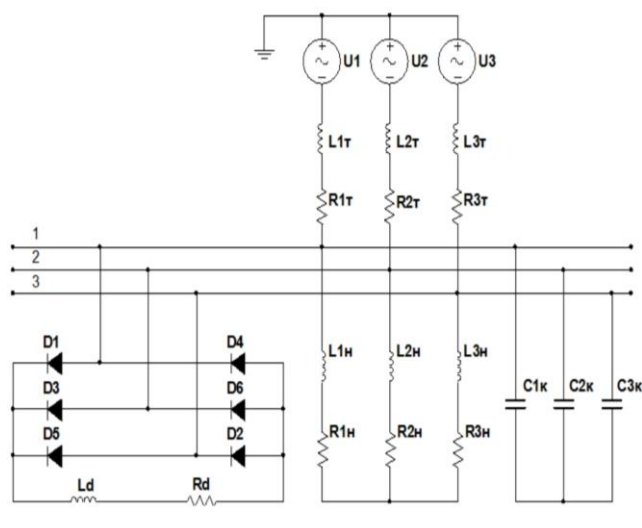 U1 U2 U3
L1т L2т L3т
R1т R2т R3т
1
2
3
D1 D4
L1н L2н L3н
D3 D6
C1к C2к C3к
D5 D2
R1н R2н R3н
Ld Rd